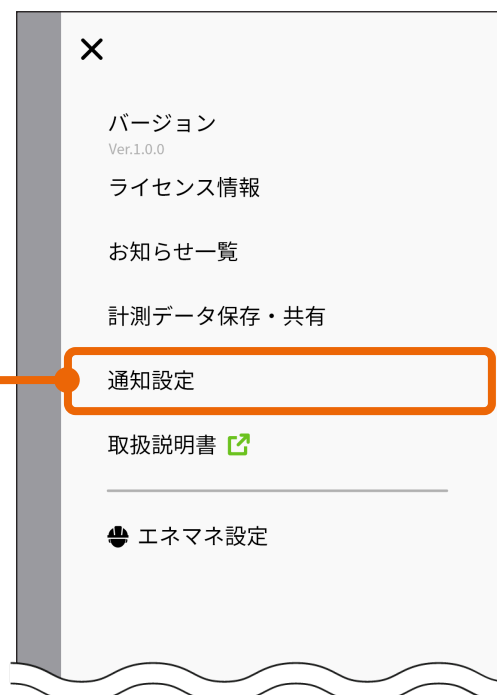 バージョン
Ver.1.0.0
ライセンス情報
お知らせ一覧
計測データ保存・共有
通知設定
取扱説明書
エネマネ設定